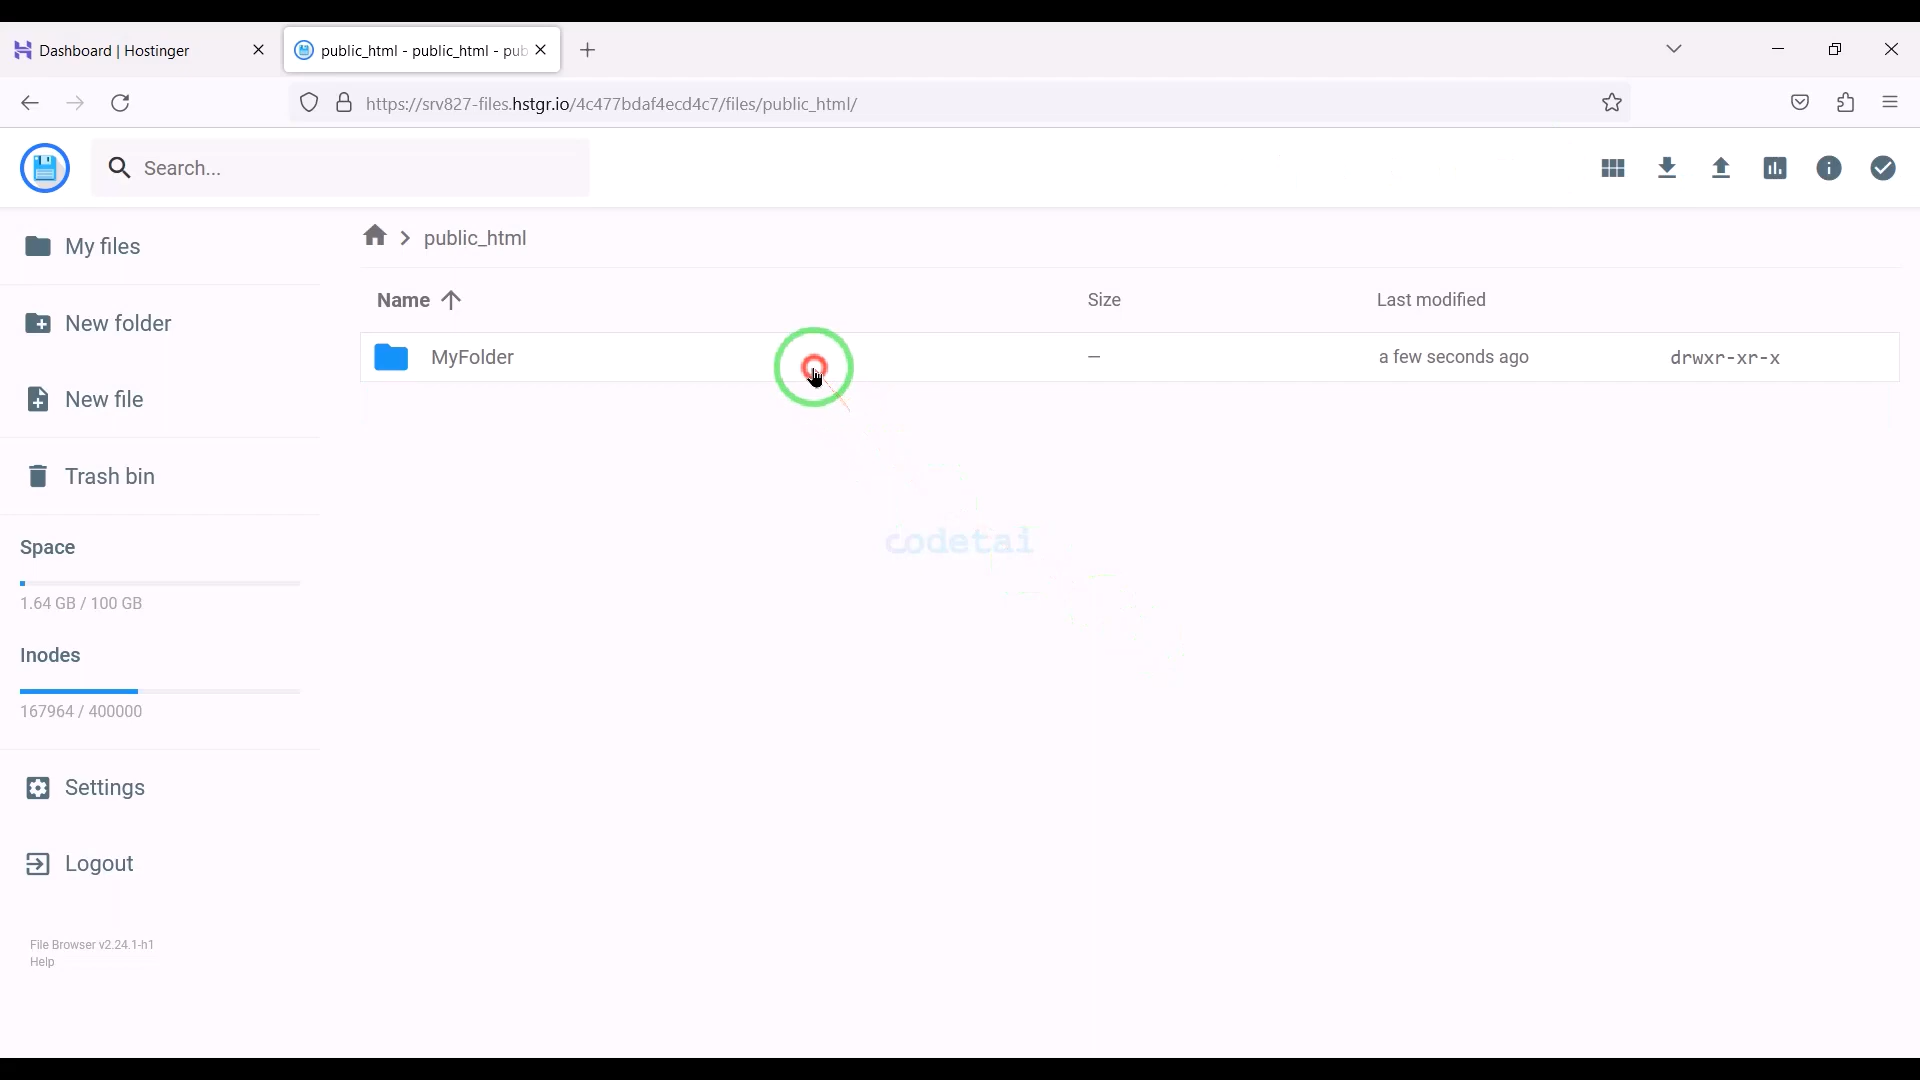 Dashboard | Hostinger
public_html - public_html - pub
https://srv827-files.hstgr.io/4c477bdaf4ecd4c7/files/public_html/
Search...
My files
New folder
New file
Trash bin
Space
1.64 GB / 100 GB
Inodes
167964 / 400000
Settings
Logout
File Browser v2.24.1-h1
Help
public_html
Name Size Last modified
MyFolder — a few seconds ago drwxr-xr-x
codetai